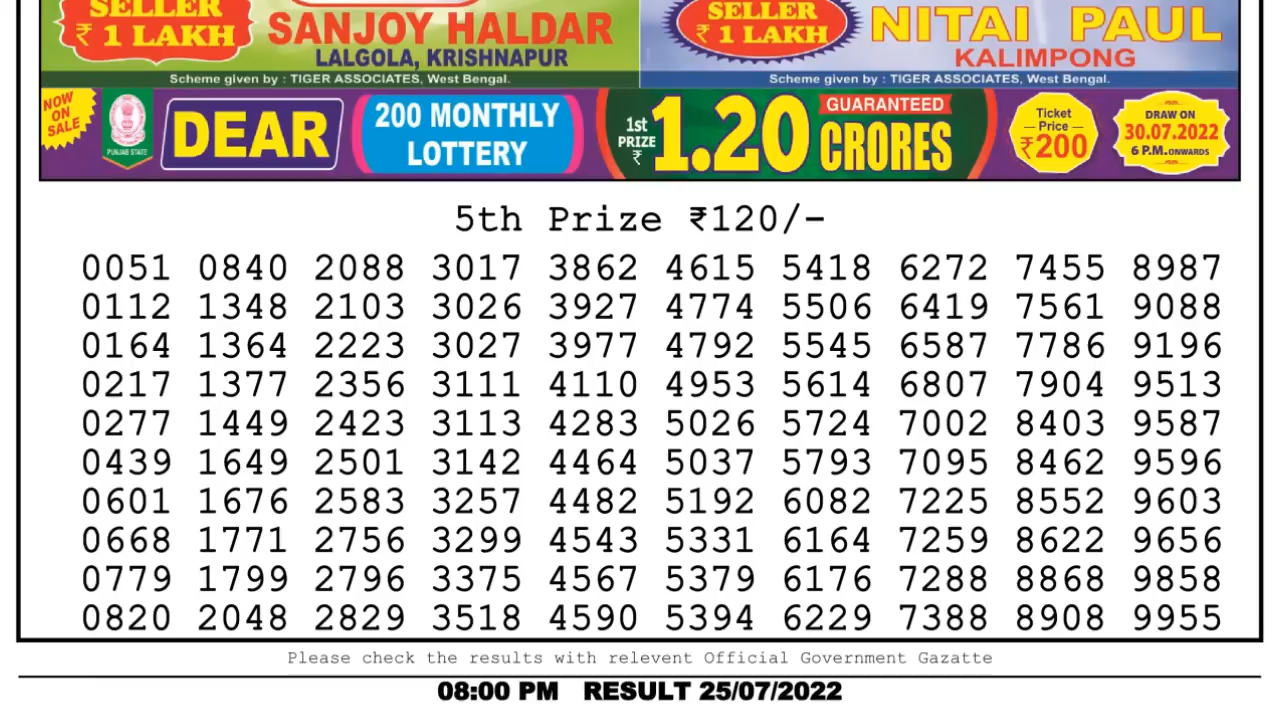 SELLER
₹ 1 LAKH
SANJOY HALDAR
LALGOLA, KRISHNAPUR
Scheme given by : TIGER ASSOCIATES, West Bengal.
SELLER
₹ 1 LAKH
NITAI PAUL
KALIMPONG
Scheme given by : TIGER ASSOCIATES, West Bengal.
NOW
ON
SALE
PUNJAB STATE
DEAR
200 MONTHLY
LOTTERY
1st
PRIZE
₹
1.20
GUARANTEED
CRORES
Ticket
Price
₹200
DRAW ON
30.07.2022
6 P.M. ONWARDS
5th Prize ₹120/-
0051 0840 2088 3017 3862 4615 5418 6272 7455 8987
0112 1348 2103 3026 3927 4774 5506 6419 7561 9088
0164 1364 2223 3027 3977 4792 5545 6587 7786 9196
0217 1377 2356 3111 4110 4953 5614 6807 7904 9513
0277 1449 2423 3113 4283 5026 5724 7002 8403 9587
0439 1649 2501 3142 4464 5037 5793 7095 8462 9596
0601 1676 2583 3257 4482 5192 6082 7225 8552 9603
0668 1771 2756 3299 4543 5331 6164 7259 8622 9656
0779 1799 2796 3375 4567 5379 6176 7288 8868 9858
0820 2048 2829 3518 4590 5394 6229 7388 8908 9955
Please check the results with relevent Official Government Gazatte
08:00 PM RESULT 25/07/2022